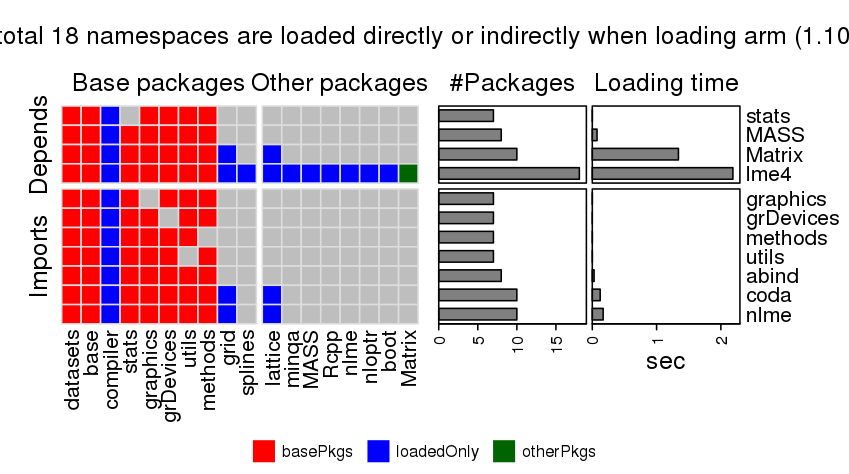 total 18 namespaces are loaded directly or indirectly when loading arm (1.10
Base packages Other packages #Packages Loading time
Depends
stats
MASS
Matrix
lme4
Imports
graphics
grDevices
methods
utils
abind
coda
nlme
datasets base compiler stats graphics grDevices utils methods grid splines lattice minqa MASS Rcpp nlme nloptr boot Matrix
0 5 10 15 0 1 2
sec
basePkgs loadedOnly otherPkgs